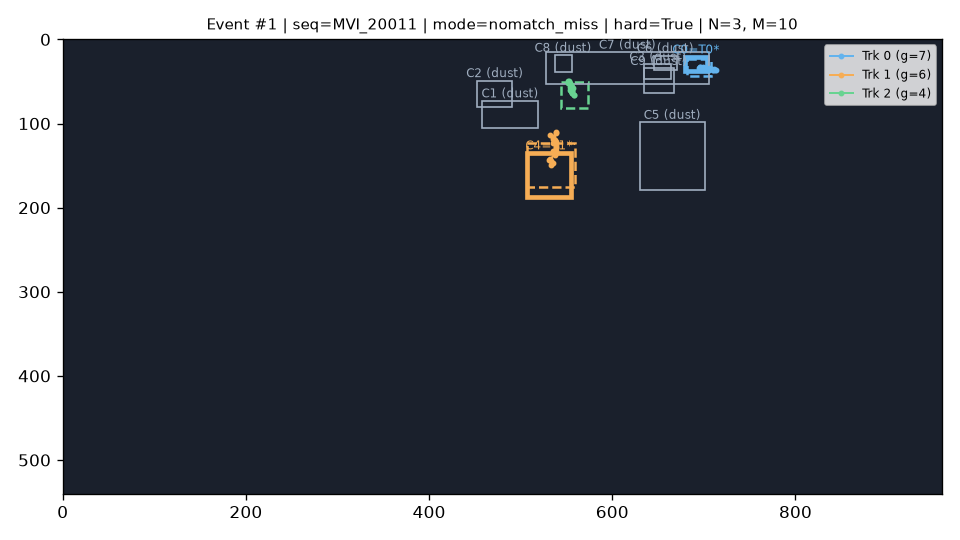 Event #1 | seq=MVI_20011 | mode=nomatch_miss | hard=True | N=3, M=10
Trk 0 (g=7)
Trk 1 (g=6)
Trk 2 (g=4)
C8 (dust)
C7 (dust)
C2 (dust)
C1 (dust)
C5 (dust)
0
100
200
300
400
500
0
200
400
600
800